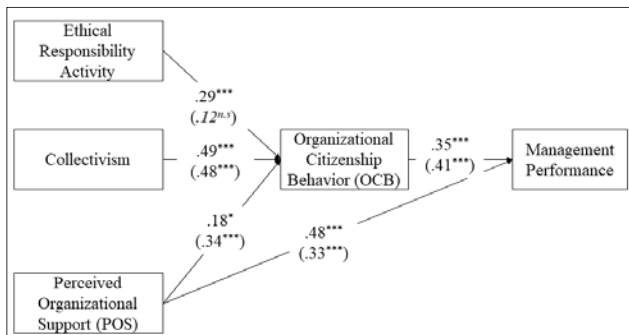 Ethical
Responsibility
Activity
.29***
(.12n.s)
Collectivism
.49***
(.48***)
Organizational
Citizenship
Behavior (OCB)
.35***
(.41***)
Management
Performance
.18*
(.34***)
.48***
(.33***)
Perceived
Organizational
Support (POS)